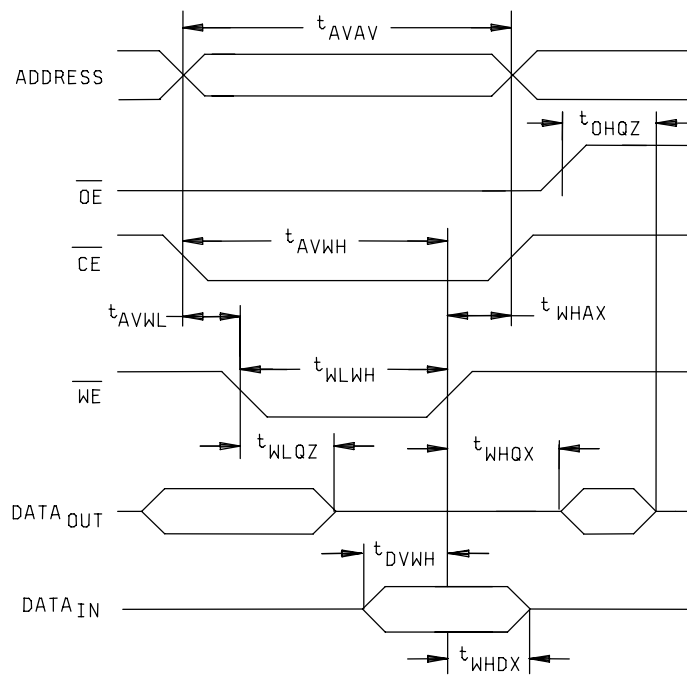 tAVAV
ADDRESS
tOHQZ
OE
tAVWH
CE
tAVWL
tWHAX
tWLWH
WE
tWLQZ
tWHQX
DATAOUT
tDVWH
DATAIN
tWHDX